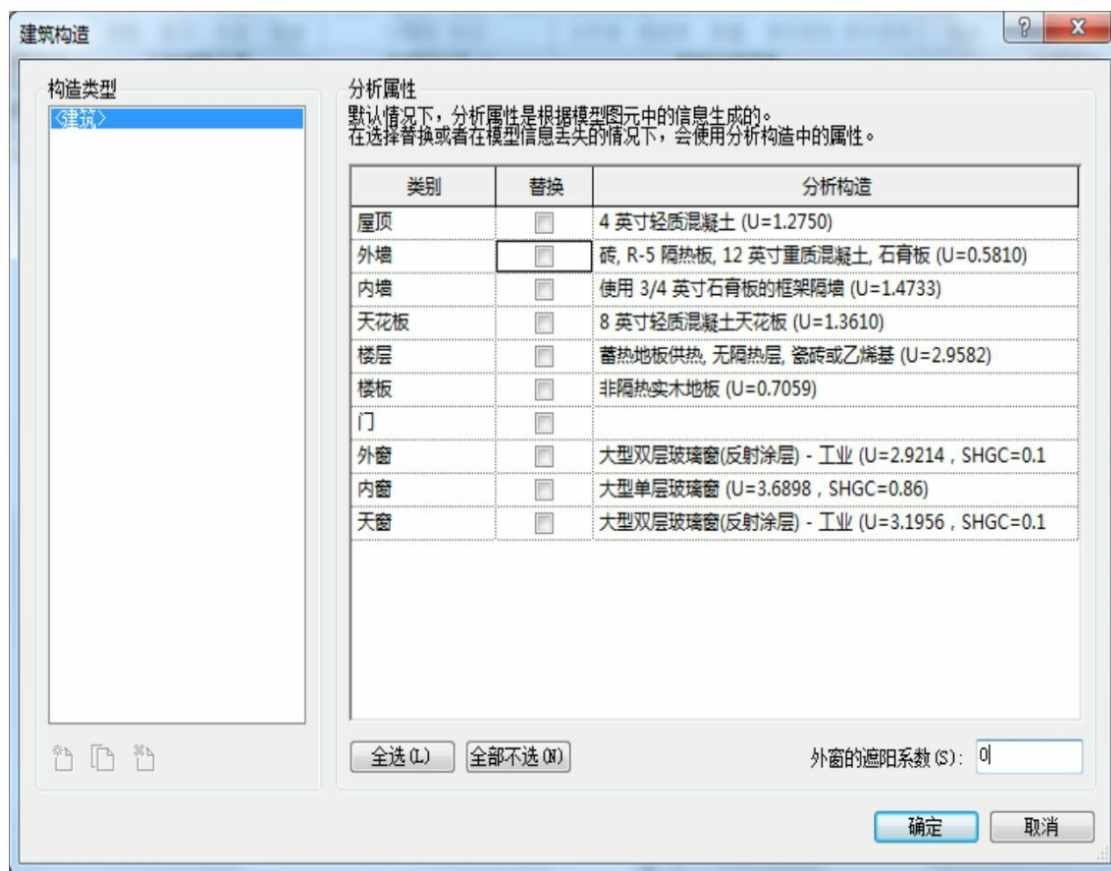 建筑构造
构造类型
<建筑>
分析属性
默认情况下，分析属性是根据模型图元中的信息生成的。
在选择替换或者在模型信息丢失的情况下，会使用分析构造中的属性。
类别 替换 分析构造
屋顶 4 英寸轻质混凝土 (U=1.2750)
外墙 砖, R-5 隔热板, 12 英寸重质混凝土, 石膏板 (U=0.5810)
内墙 使用 3/4 英寸石膏板的框架隔墙 (U=1.4733)
天花板 8 英寸轻质混凝土天花板 (U=1.3610)
楼层 蓄热地板供热, 无隔热层, 瓷砖或乙烯基 (U=2.9582)
楼板 非隔热实木地板 (U=0.7059)
门
外窗 大型双层玻璃窗(反射涂层) - 工业 (U=2.9214 , SHGC=0.1
内窗 大型单层玻璃窗 (U=3.6898 , SHGC=0.86)
天窗 大型双层玻璃窗(反射涂层) - 工业 (U=3.1956 , SHGC=0.1
全选(L) 全部不选(N) 外窗的遮阳系数(S): 0
确定 取消